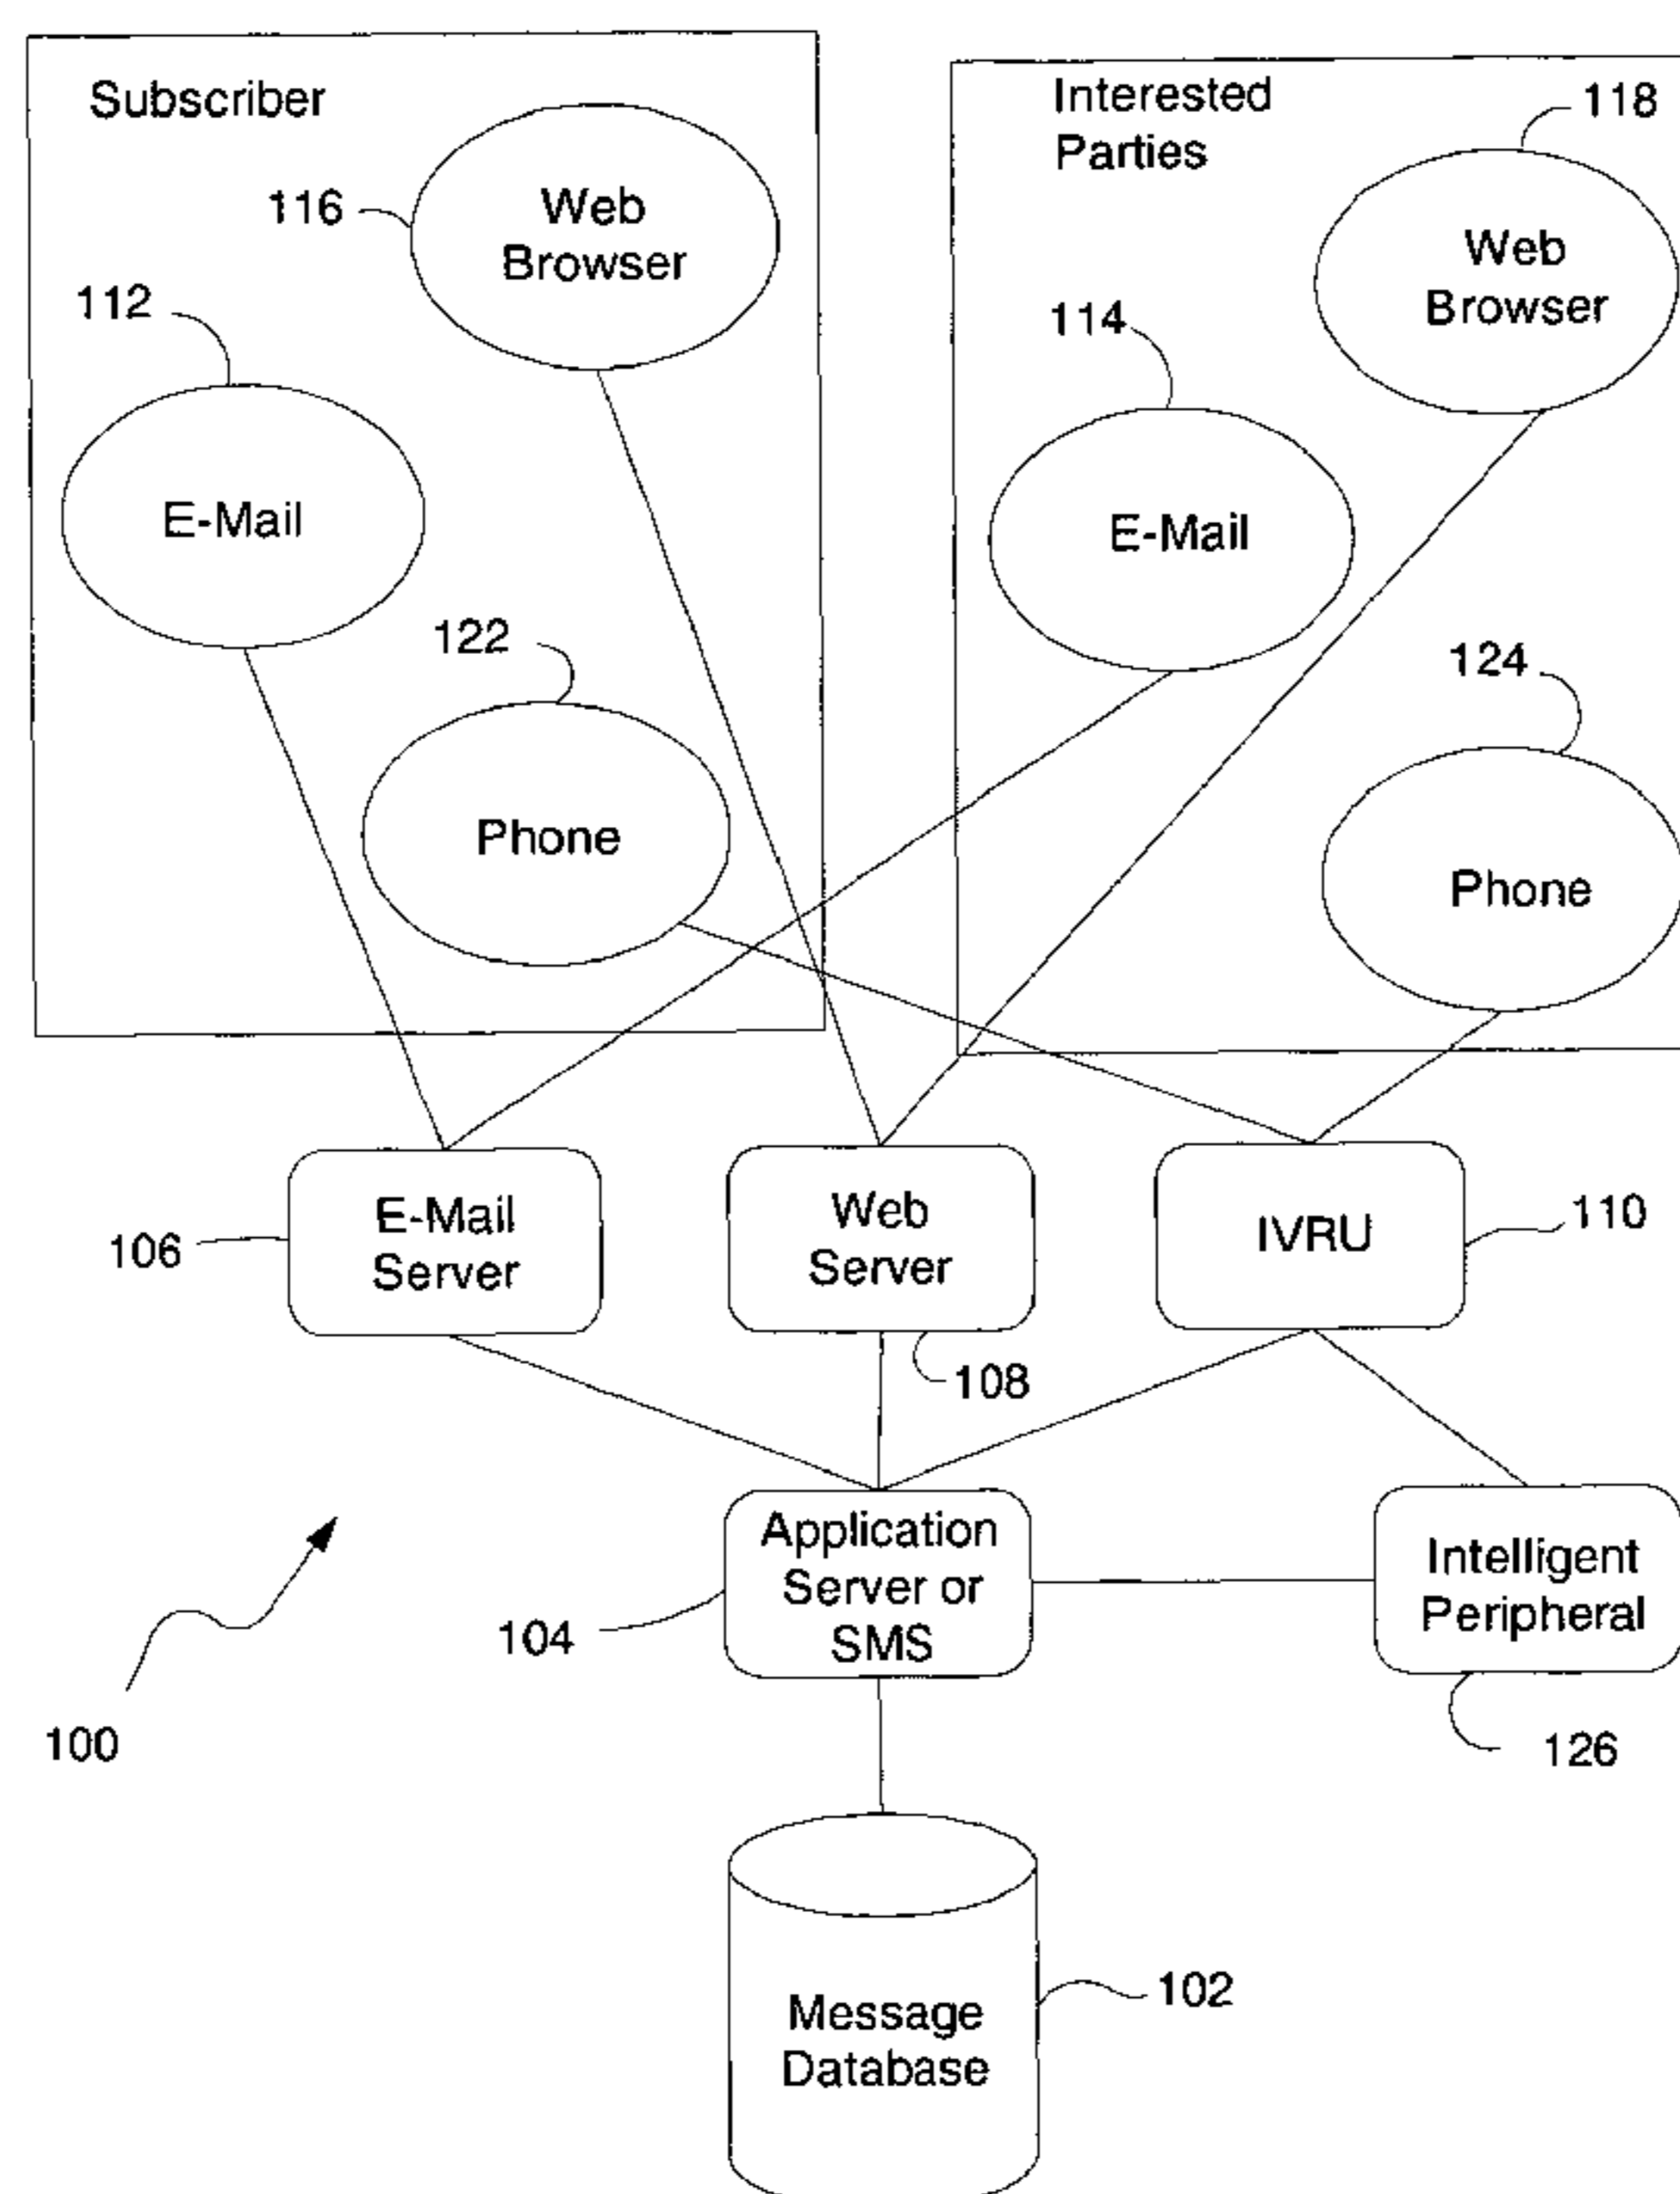 Subscriber
116
Web
Browser
112
E-Mail
122
Phone
Interested
Parties
118
Web
Browser
114
E-Mail
124
Phone
106
E-Mail
Server
Web
Server
108
IVRU
110
104
Application
Server or
SMS
Intelligent
Peripheral
126
100
102
Message
Database